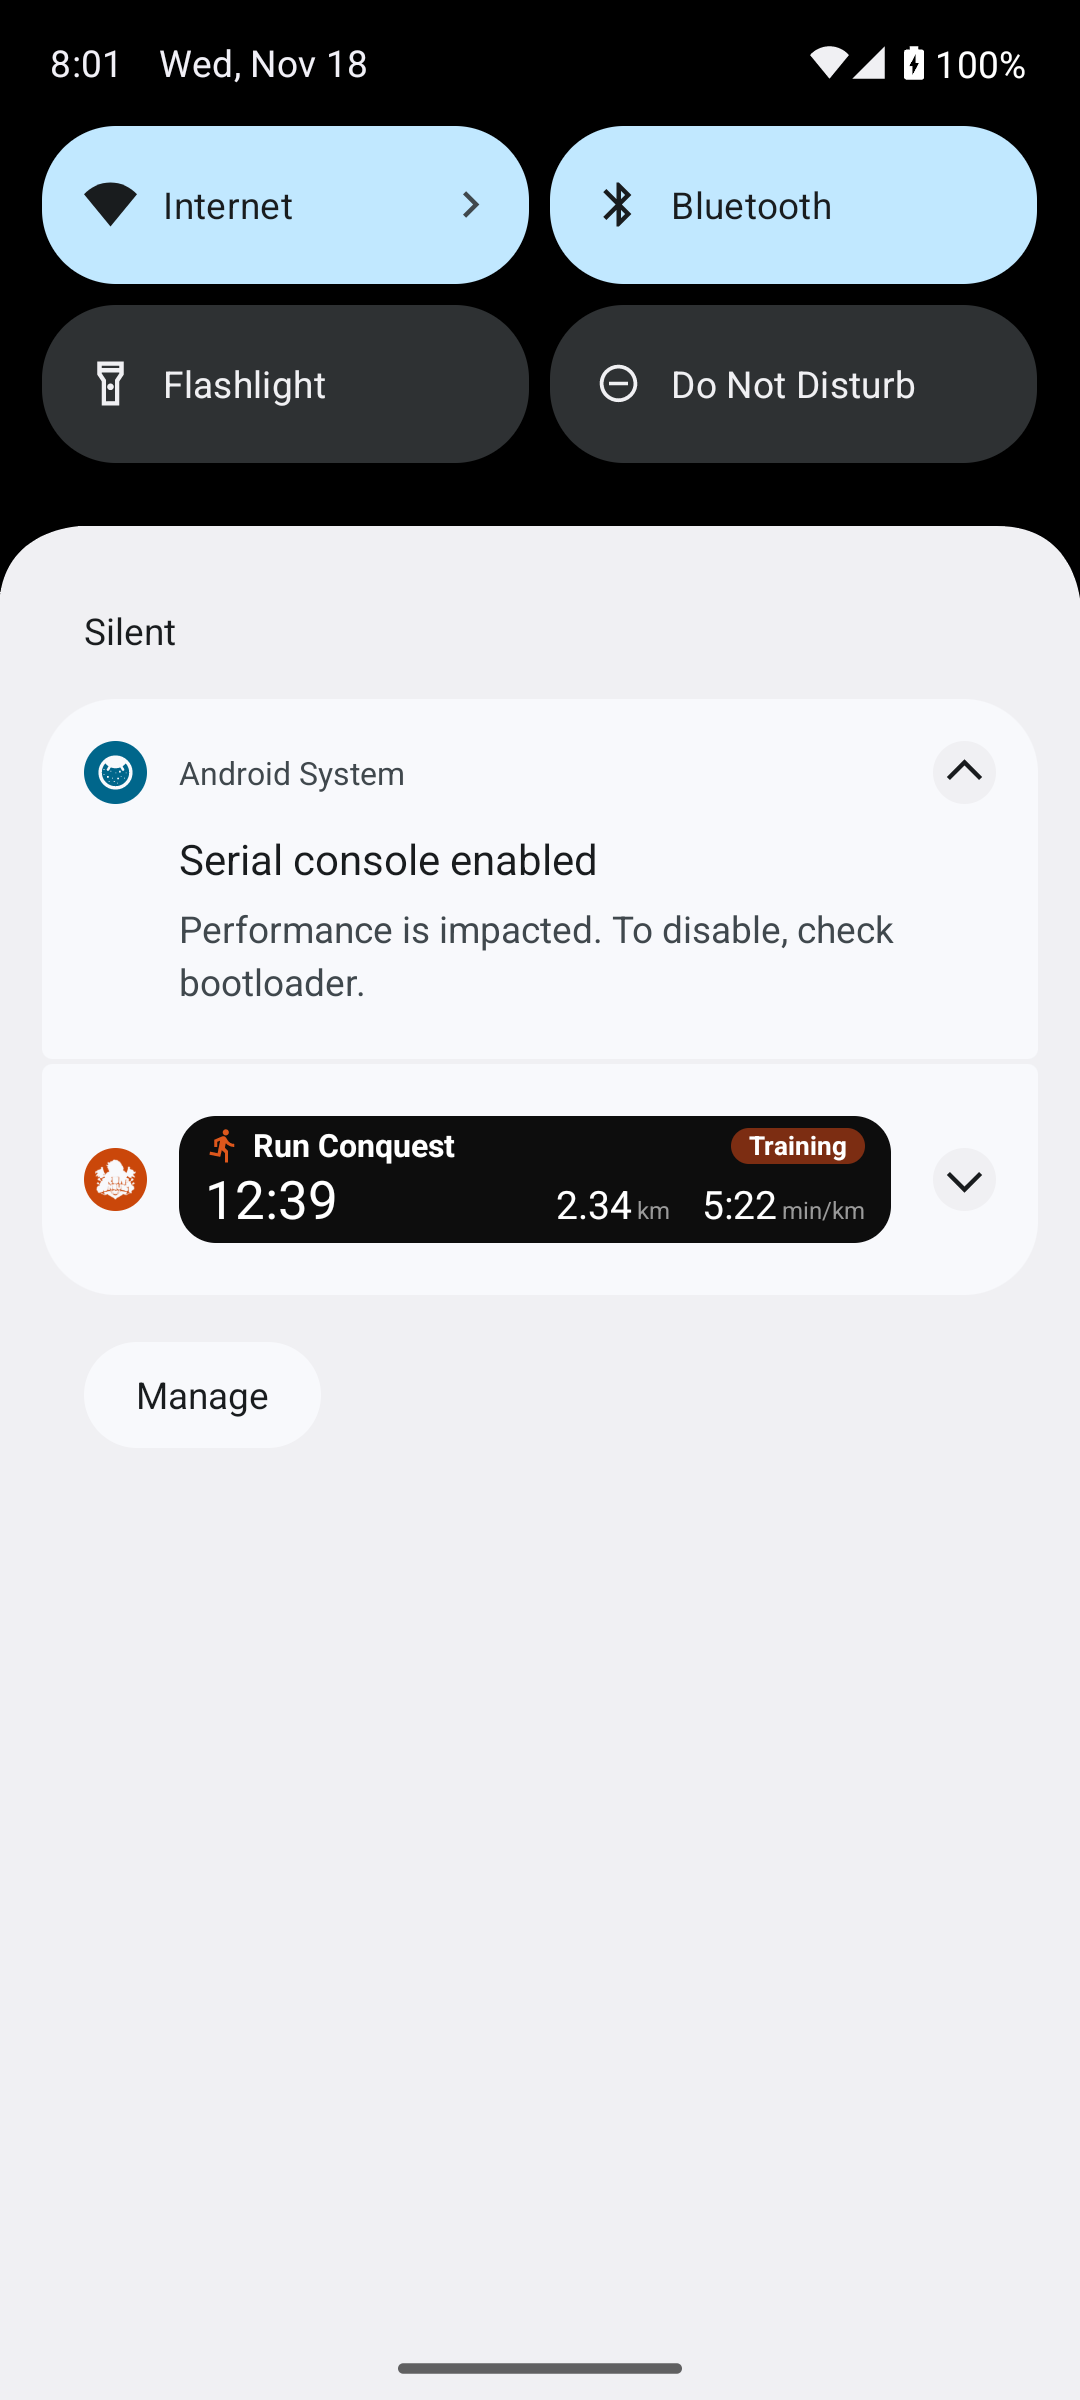 8:01 Wed, Nov 18 100%
Internet
Bluetooth
Flashlight
Do Not Disturb
Silent
Android System
Serial console enabled
Performance is impacted. To disable, check
bootloader.
Run Conquest Training
12:39 2.34 km 5:22 min/km
Manage